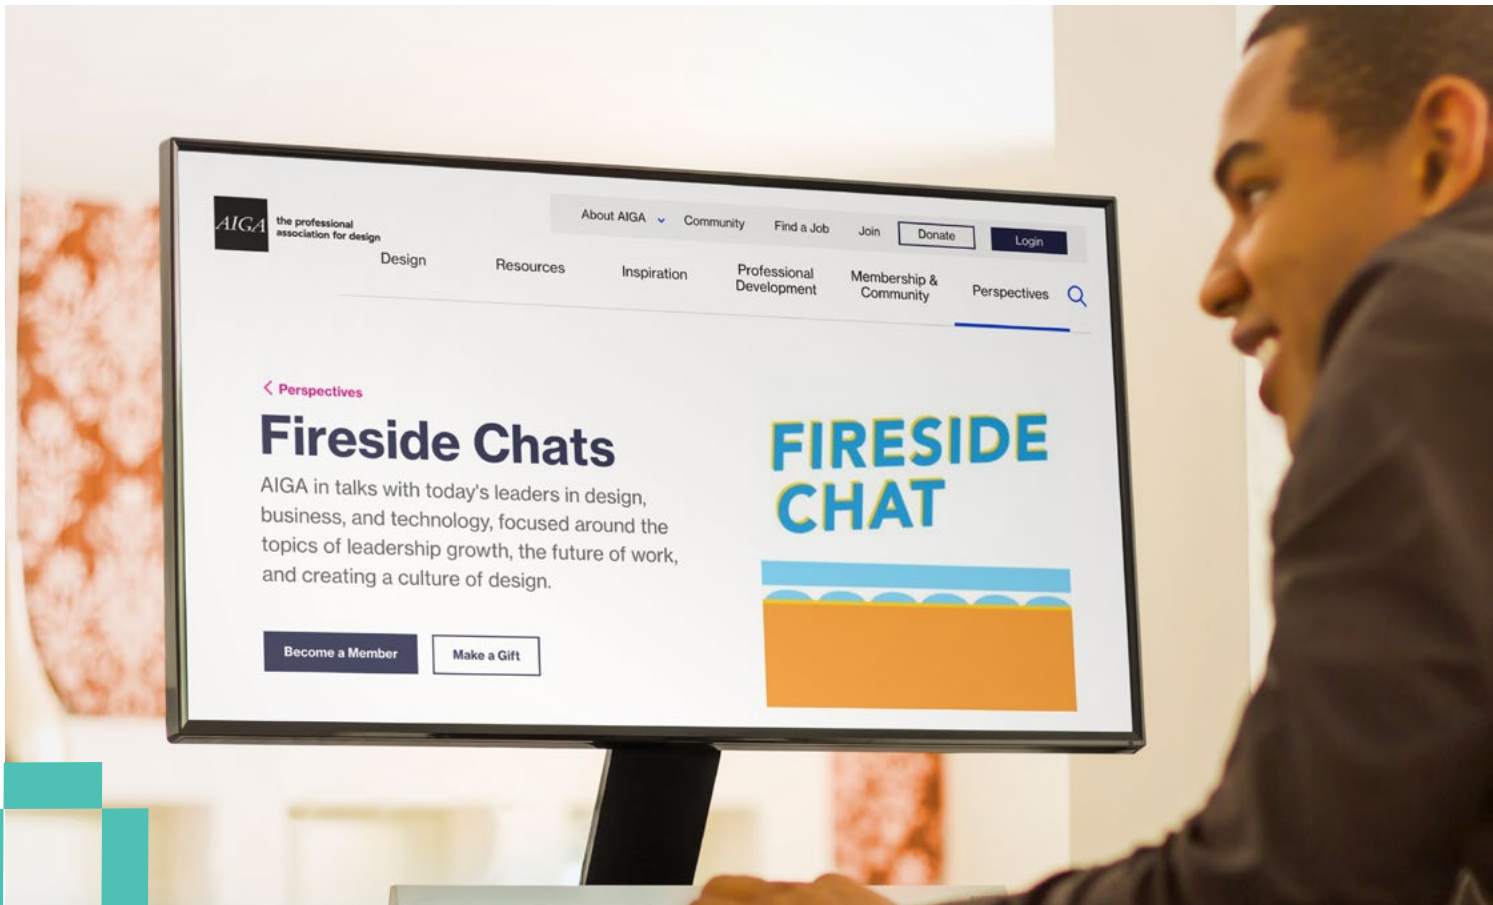 AIGA
the professional
association for design
About AIGA
Community
Find a Job
Join
Donate
Login
Design
Resources
Inspiration
Professional
Development
Membership &
Community
Perspectives
Perspectives
Fireside Chats
AIGA in talks with today's leaders in design,
business, and technology, focused around the
topics of leadership growth, the future of work,
and creating a culture of design.
Become a Member
Make a Gift
FIRESIDE
CHAT